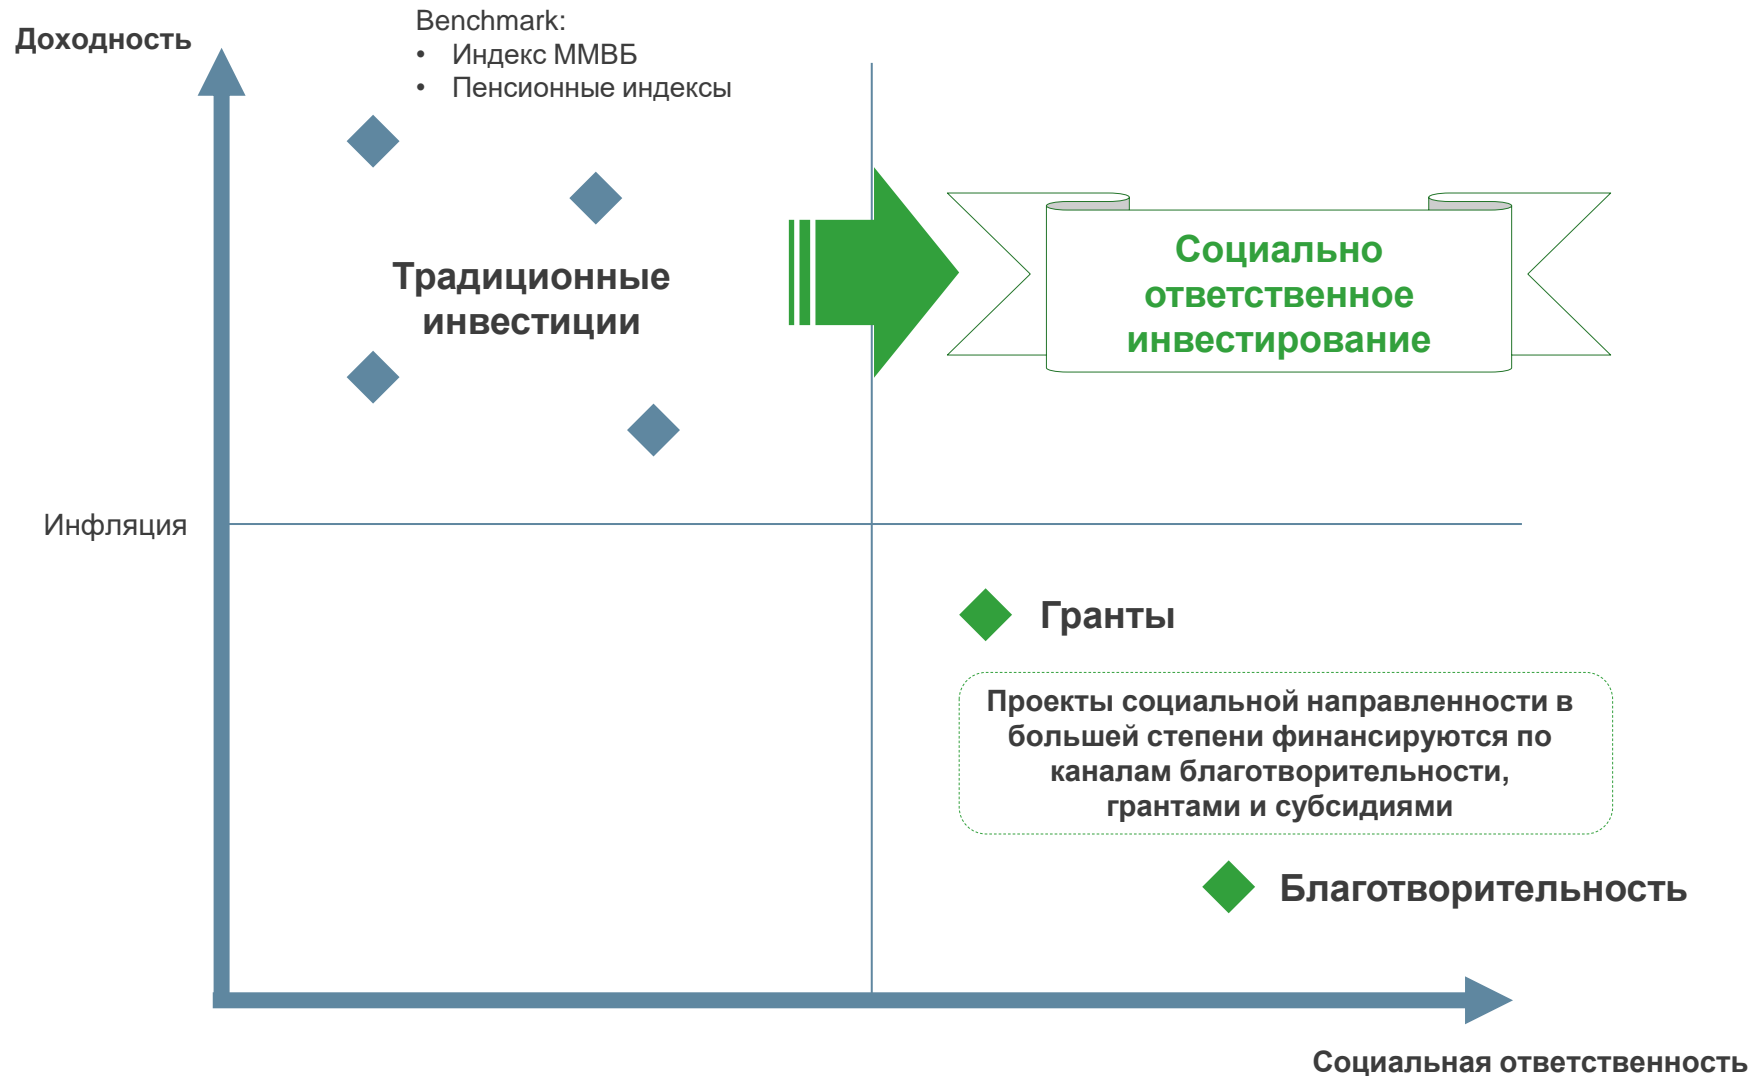 Доходность
Benchmark:
• Индекс ММВБ
• Пенсионные индексы
Традиционные
инвестиции
Социально
ответственное
инвестирование
Инфляция
Гранты
Проекты социальной направленности в
большей степени финансируются по
каналам благотворительности,
грантами и субсидиями
Благотворительность
Социальная ответственность